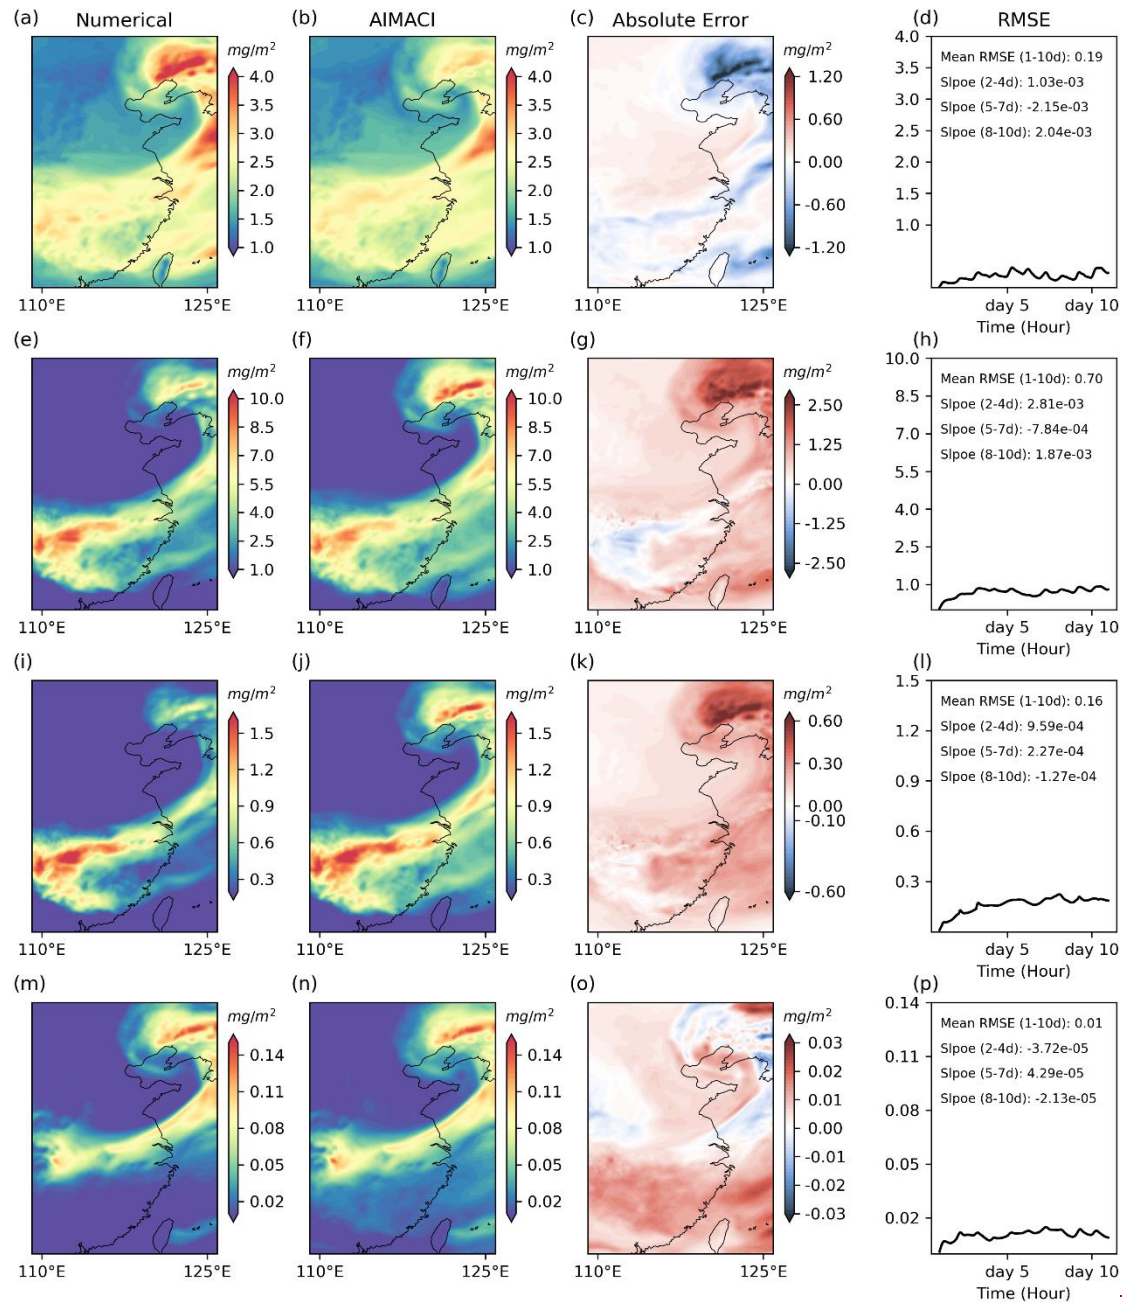 (a) Numerical (b) AIMACI (c) Absolute Error (d) RMSE
mg/m²
4.0
3.5
3.0
2.5
2.0
1.5
1.0
110°E 125°E
mg/m²
4.0
3.5
3.0
2.5
2.0
1.5
1.0
110°E 125°E
mg/m²
1.20
0.60
0.00
-0.60
-1.20
110°E 125°E
4.0
3.5
3.0
2.5
2.0
1.5
1.0
Mean RMSE (1-10d): 0.19
Slpoe (2-4d): 1.03e-03
Slpoe (5-7d): -2.15e-03
Slpoe (8-10d): 2.04e-03
day 5 day 10
Time (Hour)
(e) (f) (g) (h)
mg/m²
10.0
8.5
7.0
5.5
4.0
2.5
1.0
110°E 125°E
mg/m²
10.0
8.5
7.0
5.5
4.0
2.5
1.0
110°E 125°E
mg/m²
2.50
1.25
0.00
-1.25
-2.50
110°E 125°E
10.0
8.5
7.0
5.5
4.0
2.5
1.0
Mean RMSE (1-10d): 0.70
Slpoe (2-4d): 2.81e-03
Slpoe (5-7d): -7.84e-04
Slpoe (8-10d): 1.87e-03
day 5 day 10
Time (Hour)
(i) (j) (k) (l)
mg/m²
1.5
1.2
0.9
0.6
0.3
110°E 125°E
mg/m²
1.5
1.2
0.9
0.6
0.3
110°E 125°E
mg/m²
0.60
0.30
0.00
-0.10
-0.60
110°E 125°E
1.5
1.2
0.9
0.6
0.3
Mean RMSE (1-10d): 0.16
Slpoe (2-4d): 9.59e-04
Slpoe (5-7d): 2.27e-04
Slpoe (8-10d): -1.27e-04
day 5 day 10
Time (Hour)
(m) (n) (o) (p)
mg/m²
0.14
0.11
0.08
0.05
0.02
110°E 125°E
mg/m²
0.14
0.11
0.08
0.05
0.02
110°E 125°E
mg/m²
0.03
0.02
0.01
0.00
-0.01
-0.02
-0.03
110°E 125°E
0.14
0.11
0.08
0.05
0.02
Mean RMSE (1-10d): 0.01
Slpoe (2-4d): -3.72e-05
Slpoe (5-7d): 4.29e-05
Slpoe (8-10d): -2.13e-05
day 5 day 10
Time (Hour)